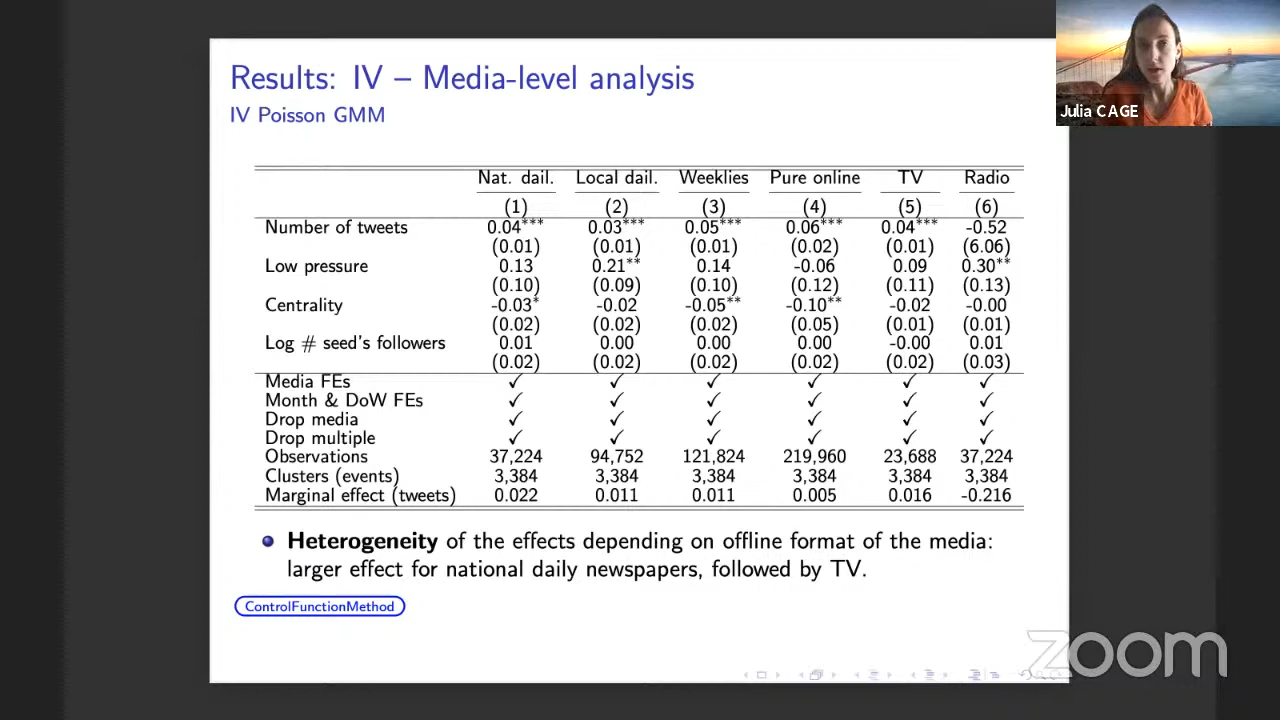 Results: IV – Media-level analysis
IV Poisson GMM
Julia CAGE
Nat. dail. Local dail. Weeklies Pure online TV Radio
(1) (2) (3) (4) (5) (6)
Number of tweets 0.04*** 0.03*** 0.05*** 0.06*** 0.04*** -0.52
(0.01) (0.01) (0.01) (0.02) (0.01) (6.06)
Low pressure 0.13 0.21** 0.14 -0.06 0.09 0.30**
(0.10) (0.09) (0.10) (0.12) (0.11) (0.13)
Centrality -0.03* -0.02 -0.05** -0.10** -0.02 -0.00
(0.02) (0.02) (0.02) (0.05) (0.01) (0.01)
Log # seed's followers 0.01 0.00 0.00 0.00 -0.00 0.01
(0.02) (0.02) (0.02) (0.02) (0.02) (0.03)
Media FEs ✓ ✓ ✓ ✓ ✓ ✓
Month & DoW FEs ✓ ✓ ✓ ✓ ✓ ✓
Drop media ✓ ✓ ✓ ✓ ✓ ✓
Drop multiple ✓ ✓ ✓ ✓ ✓ ✓
Observations 37,224 94,752 121,824 219,960 23,688 37,224
Clusters (events) 3,384 3,384 3,384 3,384 3,384 3,384
Marginal effect (tweets) 0.022 0.011 0.011 0.005 0.016 -0.216
Heterogeneity of the effects depending on offline format of the media:
larger effect for national daily newspapers, followed by TV.
ControlFunctionMethod
zoom